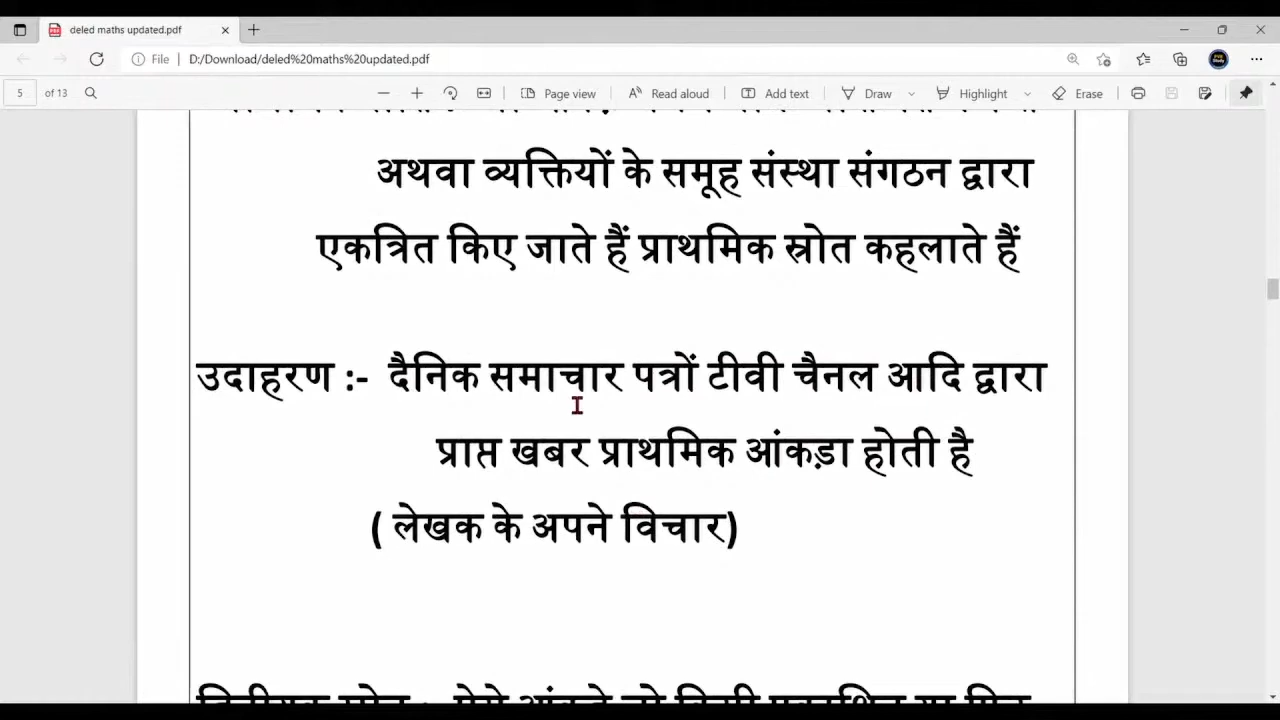 deled maths updated.pdf
File D:/Download/deled%20maths%20updated.pdf
5 of 13 Page view Read aloud Add text Draw Highlight Erase
अथवा व्यक्तियों के समूह संस्था संगठन द्वारा
एकत्रित किए जाते हैं प्राथमिक स्रोत कहलाते हैं
उदाहरण :- दैनिक समाचार पत्रों टीवी चैनल आदि द्वारा
प्राप्त खबर प्राथमिक आंकड़ा होती है
( लेखक के अपने विचार)